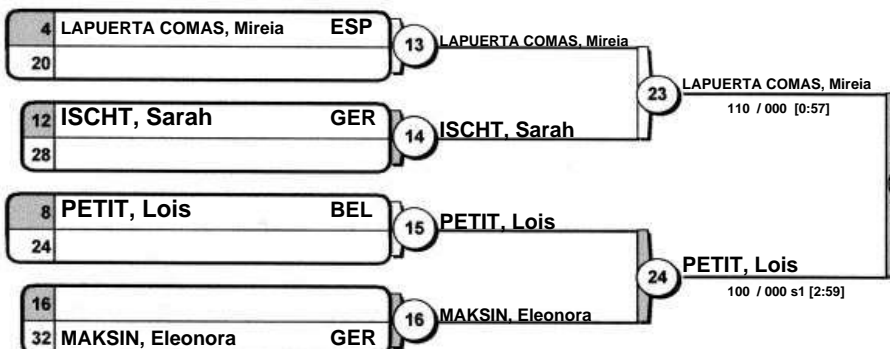 4 LAPUERTA COMAS, Mireia ESP
20
13 LAPUERTA COMAS, Mireia
12 ISCHT, Sarah GER
28
14 ISCHT, Sarah
23 LAPUERTA COMAS, Mireia
110 / 000 [0:57]
8 PETIT, Lois BEL
24
15 PETIT, Lois
16
32 MAKSIN, Eleonora GER
16 MAKSIN, Eleonora
24 PETIT, Lois
100 / 000 s1 [2:59]